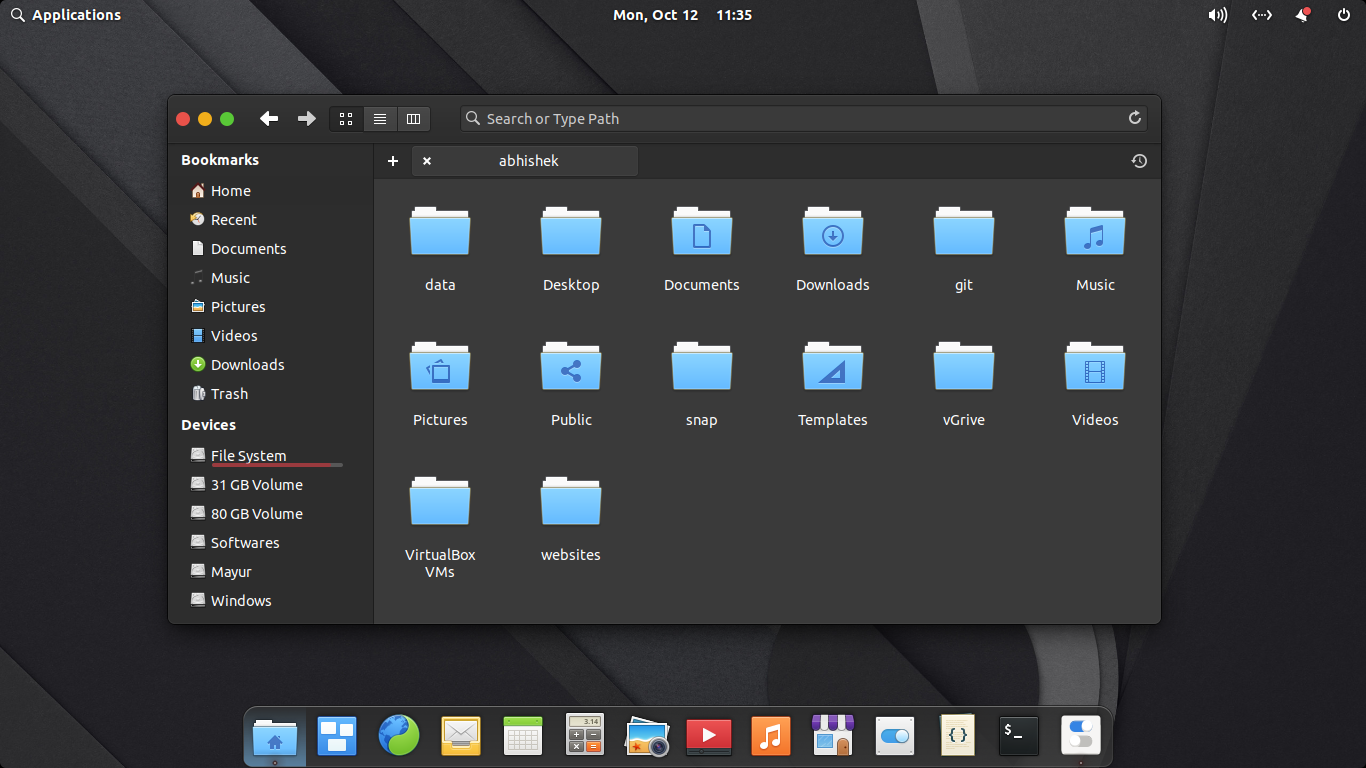 Applications
Mon, Oct 12 11:35
Search or Type Path
Bookmarks
Home
Recent
Documents
Music
Pictures
Videos
Downloads
Trash
Devices
File System
31 GB Volume
80 GB Volume
Softwares
Mayur
Windows
abhishek
data Desktop Documents Downloads git Music
Pictures Public snap Templates vGrive Videos
VirtualBox websites
VMs
3.14
{} $_